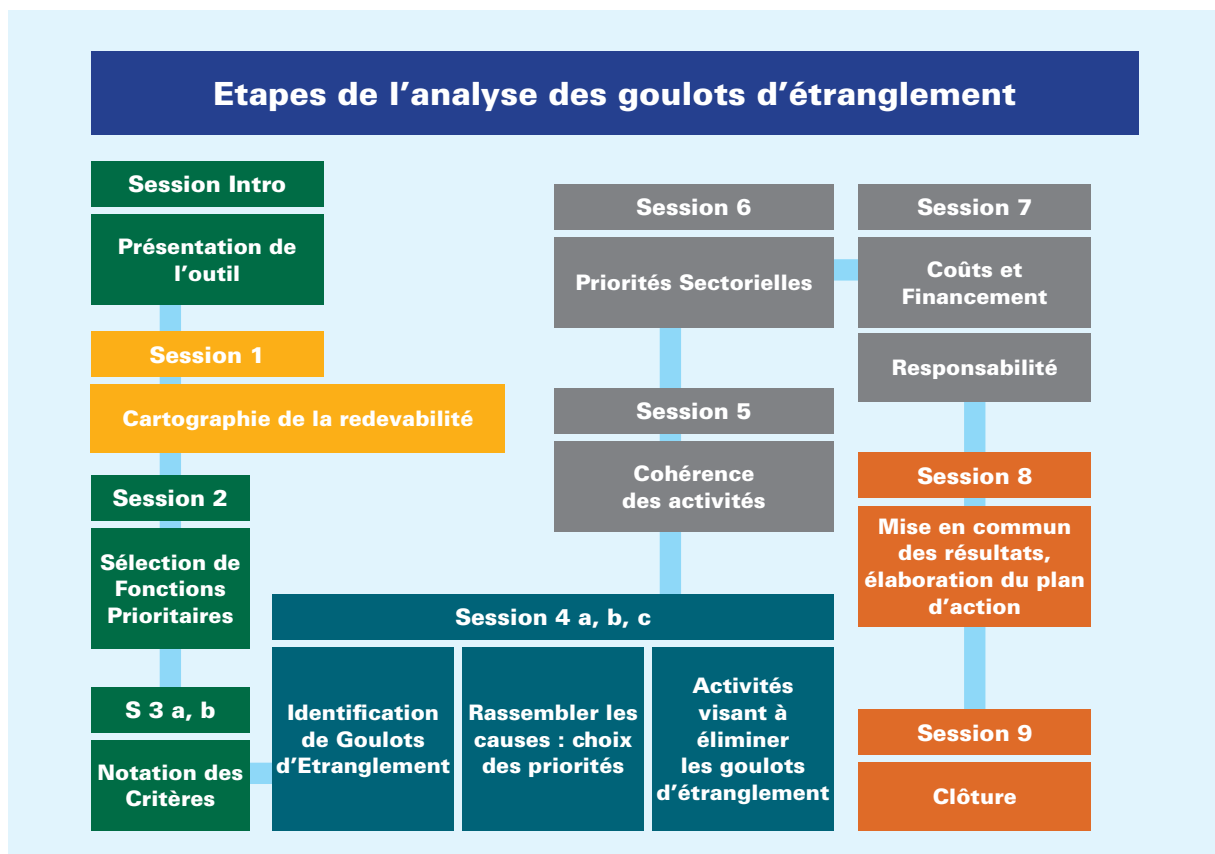 Etapes de l’analyse des goulots d’étranglement
Session Intro
Présentation de
l’outil
Session 1
Cartographie de la redevabilité
Session 2
Sélection de
Fonctions
Prioritaires
S 3 a, b
Notation des
Critères
Session 4 a, b, c
Identification
de Goulots
d’Etranglement
Rassembler les
causes : choix
des priorités
Activités
visant à
éliminer
les goulots
d’étranglement
Session 5
Cohérence
des activités
Session 6
Priorités Sectorielles
Session 7
Coûts et
Financement
Responsabilité
Session 8
Mise en commun
des résultats,
élaboration du plan
d’action
Session 9
Clôture